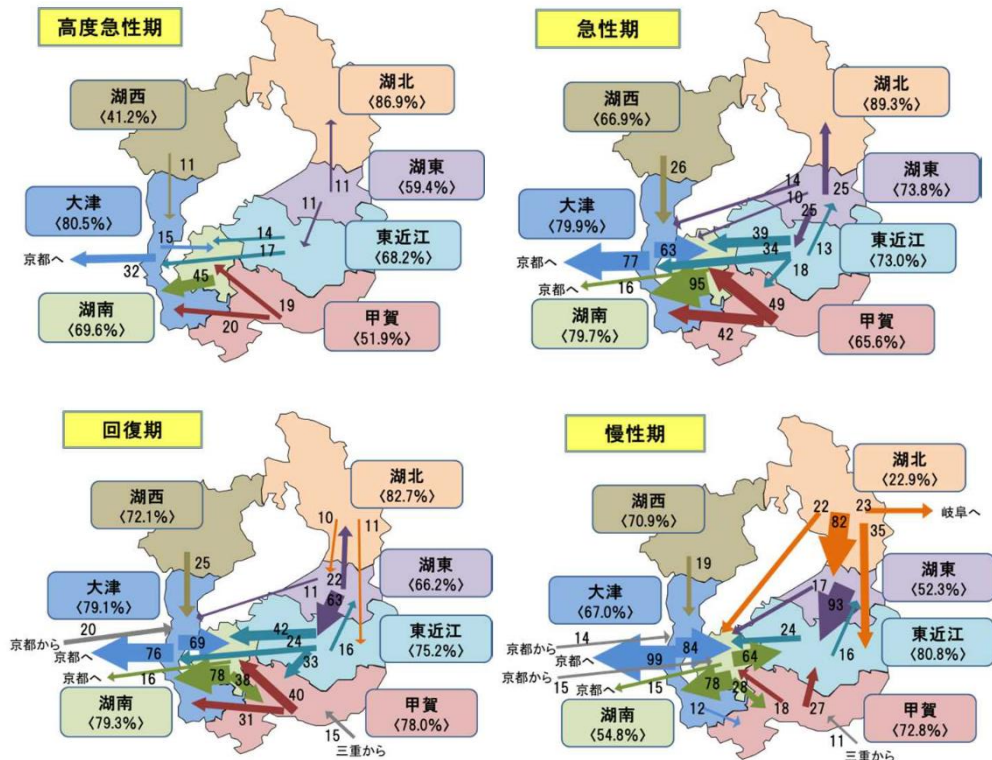 高度急性期
湖北
〈86.9%〉
湖西
〈41.2%〉
11
湖東
〈59.4%〉
11
11
大津
〈80.5%〉
15
14
17
東近江
〈68.2%〉
京都へ
32
45
湖南
〈69.6%〉
19
20
甲賀
〈51.9%〉
急性期
湖北
〈89.3%〉
湖西
〈66.9%〉
26
14
10
25
湖東
〈73.8%〉
25
大津
〈79.9%〉
63
39
34
13
東近江
〈73.0%〉
京都へ
77
18
京都へ
16
95
湖南
〈79.7%〉
49
42
甲賀
〈65.6%〉
回復期
湖北
〈82.7%〉
湖西
〈72.1%〉
10
11
25
22
湖東
〈66.2%〉
11
63
大津
〈79.1%〉
京都から
20
69
42
24
16
東近江
〈75.2%〉
京都へ
76
33
京都へ
16
78
38
湖南
〈79.3%〉
40
31
甲賀
〈78.0%〉
15
三重から
慢性期
湖北
〈22.9%〉
22
23
岐阜へ
82
35
湖西
〈70.9%〉
19
17
湖東
〈52.3%〉
93
大津
〈67.0%〉
京都から
14
84
24
16
東近江
〈80.8%〉
京都へ
99
64
京都から
15
京都へ
15
78
28
湖南
〈54.8%〉
12
18
27
甲賀
〈72.8%〉
11
三重から